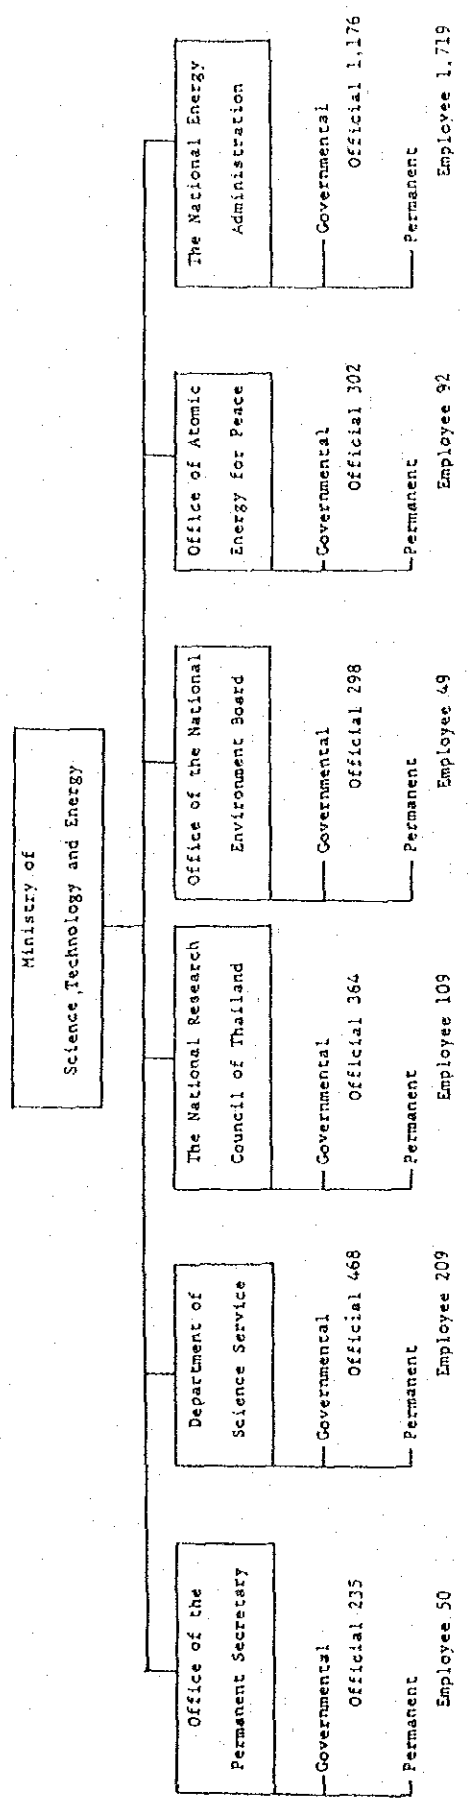 Ministry of
Science, Technology and Energy
Office of the
Permanent Secretary
Governmental
Official 235
Permanent
Employee 50
Department of
Science Service
Governmental
Official 468
Permanent
Employee 209
The National Research
Council of Thailand
Governmental
Official 364
Permanent
Employee 109
Office of the National
Environment Board
Governmental
Official 298
Permanent
Employee 49
Office of Atomic
Energy for Peace
Governmental
Official 302
Permanent
Employee 92
The National Energy
Administration
Governmental
Official 1,176
Permanent
Employee 1,719